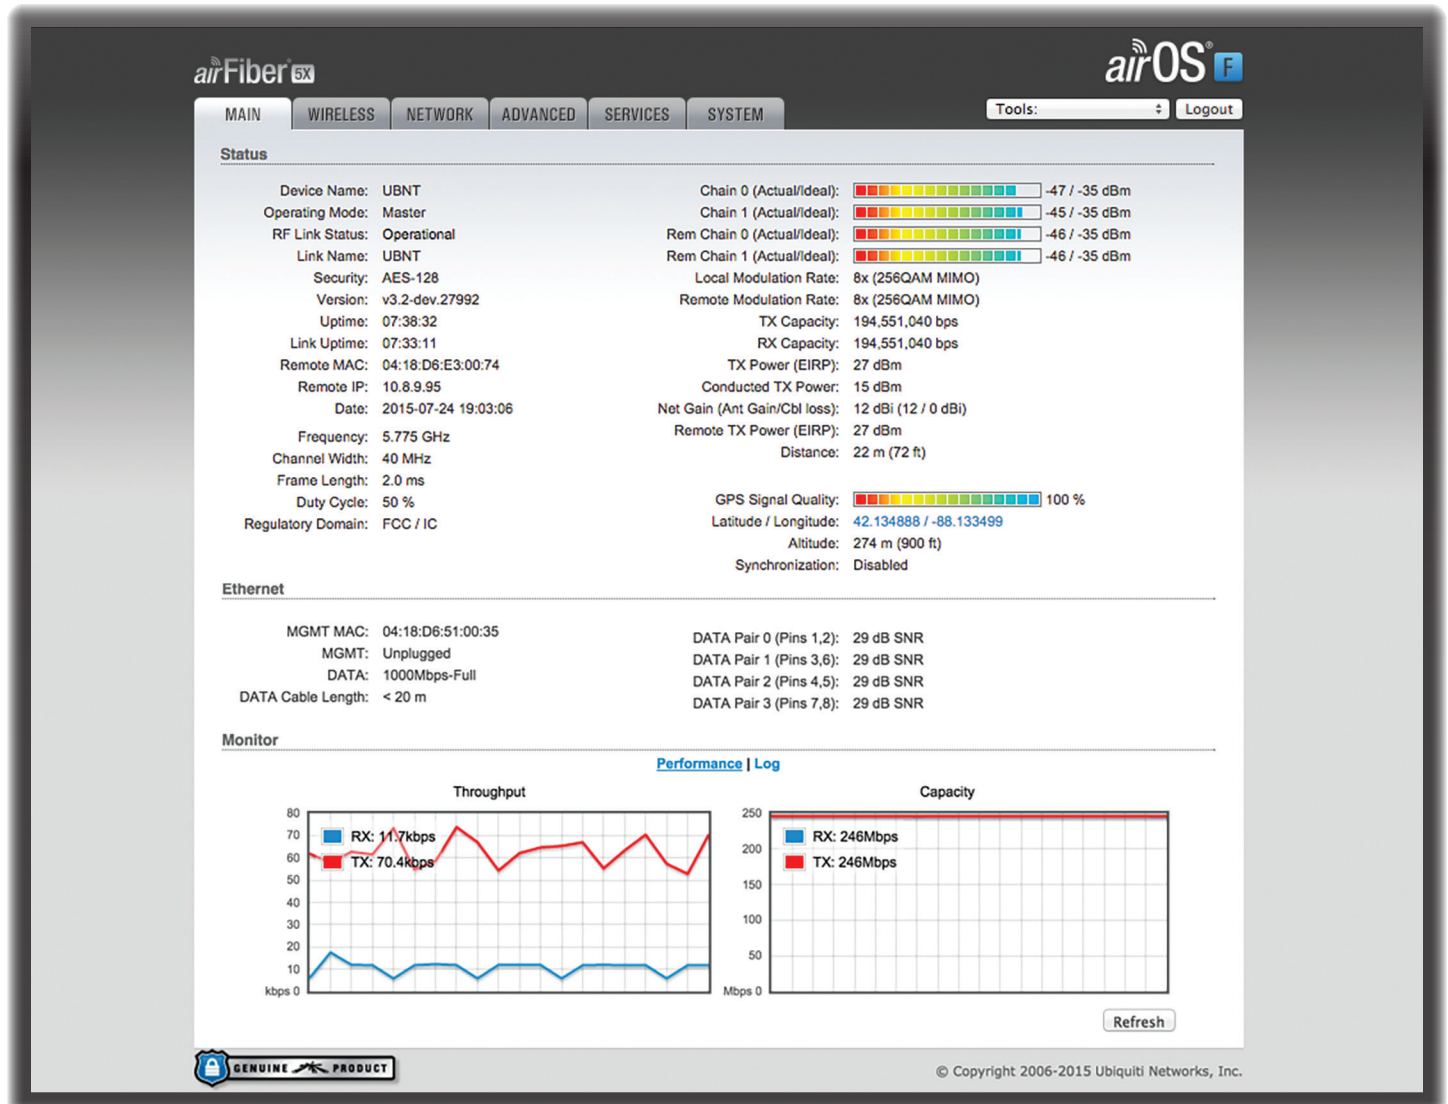 airFiber 5X
airOS® F
MAIN WIRELESS NETWORK ADVANCED SERVICES SYSTEM
Tools: Logout
Status
Device Name: UBNT
Operating Mode: Master
RF Link Status: Operational
Link Name: UBNT
Security: AES-128
Version: v3.2-dev.27992
Uptime: 07:38:32
Link Uptime: 07:33:11
Remote MAC: 04:18:D6:E3:00:74
Remote IP: 10.8.9.95
Date: 2015-07-24 19:03:06
Frequency: 5.775 GHz
Channel Width: 40 MHz
Frame Length: 2.0 ms
Duty Cycle: 50 %
Regulatory Domain: FCC / IC
Chain 0 (Actual/Ideal): -47 / -35 dBm
Chain 1 (Actual/Ideal): -45 / -35 dBm
Rem Chain 0 (Actual/Ideal): -46 / -35 dBm
Rem Chain 1 (Actual/Ideal): -46 / -35 dBm
Local Modulation Rate: 8x (256QAM MIMO)
Remote Modulation Rate: 8x (256QAM MIMO)
TX Capacity: 194,551,040 bps
RX Capacity: 194,551,040 bps
TX Power (EIRP): 27 dBm
Conducted TX Power: 15 dBm
Net Gain (Ant Gain/Cbl loss): 12 dBi (12 / 0 dBi)
Remote TX Power (EIRP): 27 dBm
Distance: 22 m (72 ft)
GPS Signal Quality: 100 %
Latitude / Longitude: 42.134888 / -88.133499
Altitude: 274 m (900 ft)
Synchronization: Disabled
Ethernet
MGMT MAC: 04:18:D6:51:00:35
MGMT: Unplugged
DATA: 1000Mbps-Full
DATA Cable Length: < 20 m
DATA Pair 0 (Pins 1,2): 29 dB SNR
DATA Pair 1 (Pins 3,6): 29 dB SNR
DATA Pair 2 (Pins 4,5): 29 dB SNR
DATA Pair 3 (Pins 7,8): 29 dB SNR
Monitor
Performance | Log
Throughput
80
70
60
50
40
30
20
10
kbps 0
RX: 11.7kbps
TX: 70.4kbps
Capacity
250
200
150
100
50
Mbps 0
RX: 246Mbps
TX: 246Mbps
Refresh
GENUINE PRODUCT
© Copyright 2006-2015 Ubiquiti Networks, Inc.